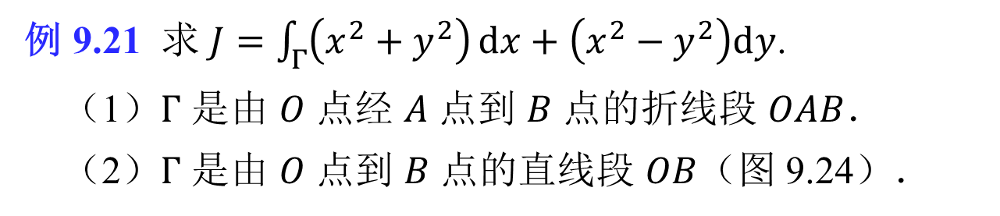 例 9.21 求 J = ∫_Γ(x² + y²) dx + (x² − y²)dy.
（1）Γ 是由 O 点经 A 点到 B 点的折线段 OAB．
（2）Γ 是由 O 点到 B 点的直线段 OB（图 9.24）．